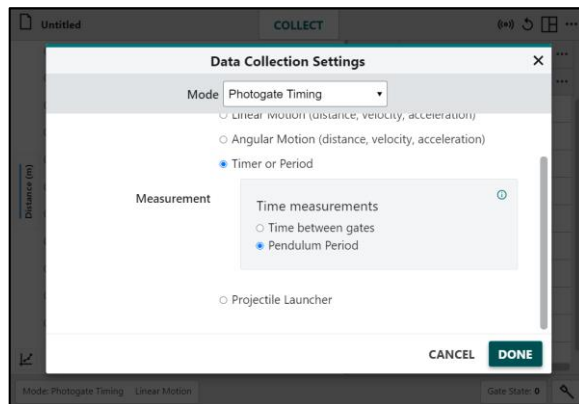 Untitled
COLLECT
Data Collection Settings
Mode Photogate Timing
Linear Motion (distance, velocity, acceleration)
Angular Motion (distance, velocity, acceleration)
Timer or Period
Measurement
Time measurements
Time between gates
Pendulum Period
Projectile Launcher
Distance (m)
CANCEL DONE
Mode: Photogate Timing Linear Motion Gate State: 0